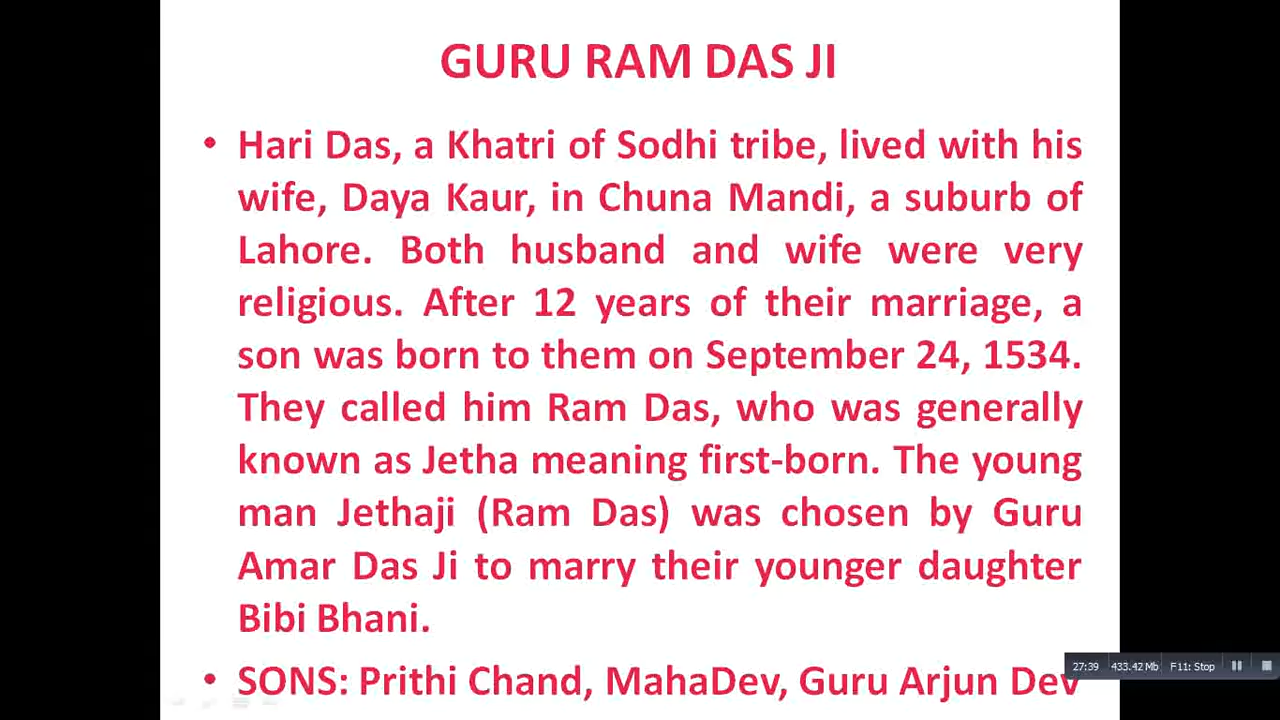 GURU RAM DAS JI
• Hari Das, a Khatri of Sodhi tribe, lived with his
wife, Daya Kaur, in Chuna Mandi, a suburb of
Lahore. Both husband and wife were very
religious. After 12 years of their marriage, a
son was born to them on September 24, 1534.
They called him Ram Das, who was generally
known as Jetha meaning first-born. The young
man Jethaji (Ram Das) was chosen by Guru
Amar Das Ji to marry their younger daughter
Bibi Bhani.
• SONS: Prithi Chand, MahaDev, Guru Arjun Dev
27:39 433.42 Mb F11: Stop